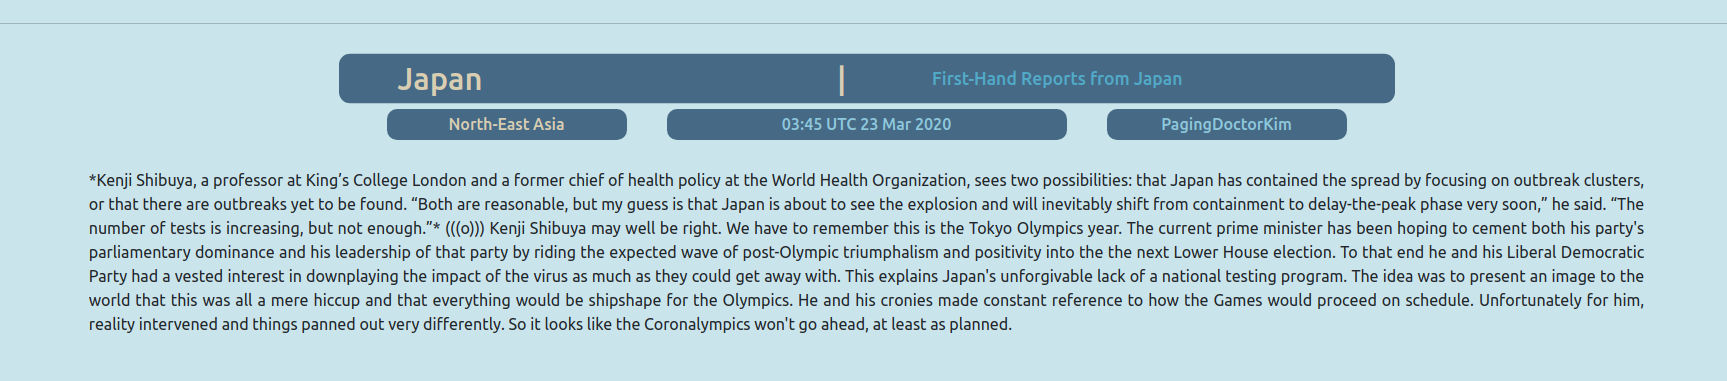 Japan | First-Hand Reports from Japan
North-East Asia 03:45 UTC 23 Mar 2020 PagingDoctorKim
*Kenji Shibuya, a professor at King’s College London and a former chief of health policy at the World Health Organization, sees two possibilities: that Japan has contained the spread by focusing on outbreak clusters,
or that there are outbreaks yet to be found. “Both are reasonable, but my guess is that Japan is about to see the explosion and will inevitably shift from containment to delay-the-peak phase very soon,” he said. “The
number of tests is increasing, but not enough.”* (((o))) Kenji Shibuya may well be right. We have to remember this is the Tokyo Olympics year. The current prime minister has been hoping to cement both his party's
parliamentary dominance and his leadership of that party by riding the expected wave of post-Olympic triumphalism and positivity into the the next Lower House election. To that end he and his Liberal Democratic
Party had a vested interest in downplaying the impact of the virus as much as they could get away with. This explains Japan's unforgivable lack of a national testing program. The idea was to present an image to the
world that this was all a mere hiccup and that everything would be shipshape for the Olympics. He and his cronies made constant reference to how the Games would proceed on schedule. Unfortunately for him,
reality intervened and things panned out very differently. So it looks like the Coronalympics won't go ahead, at least as planned.